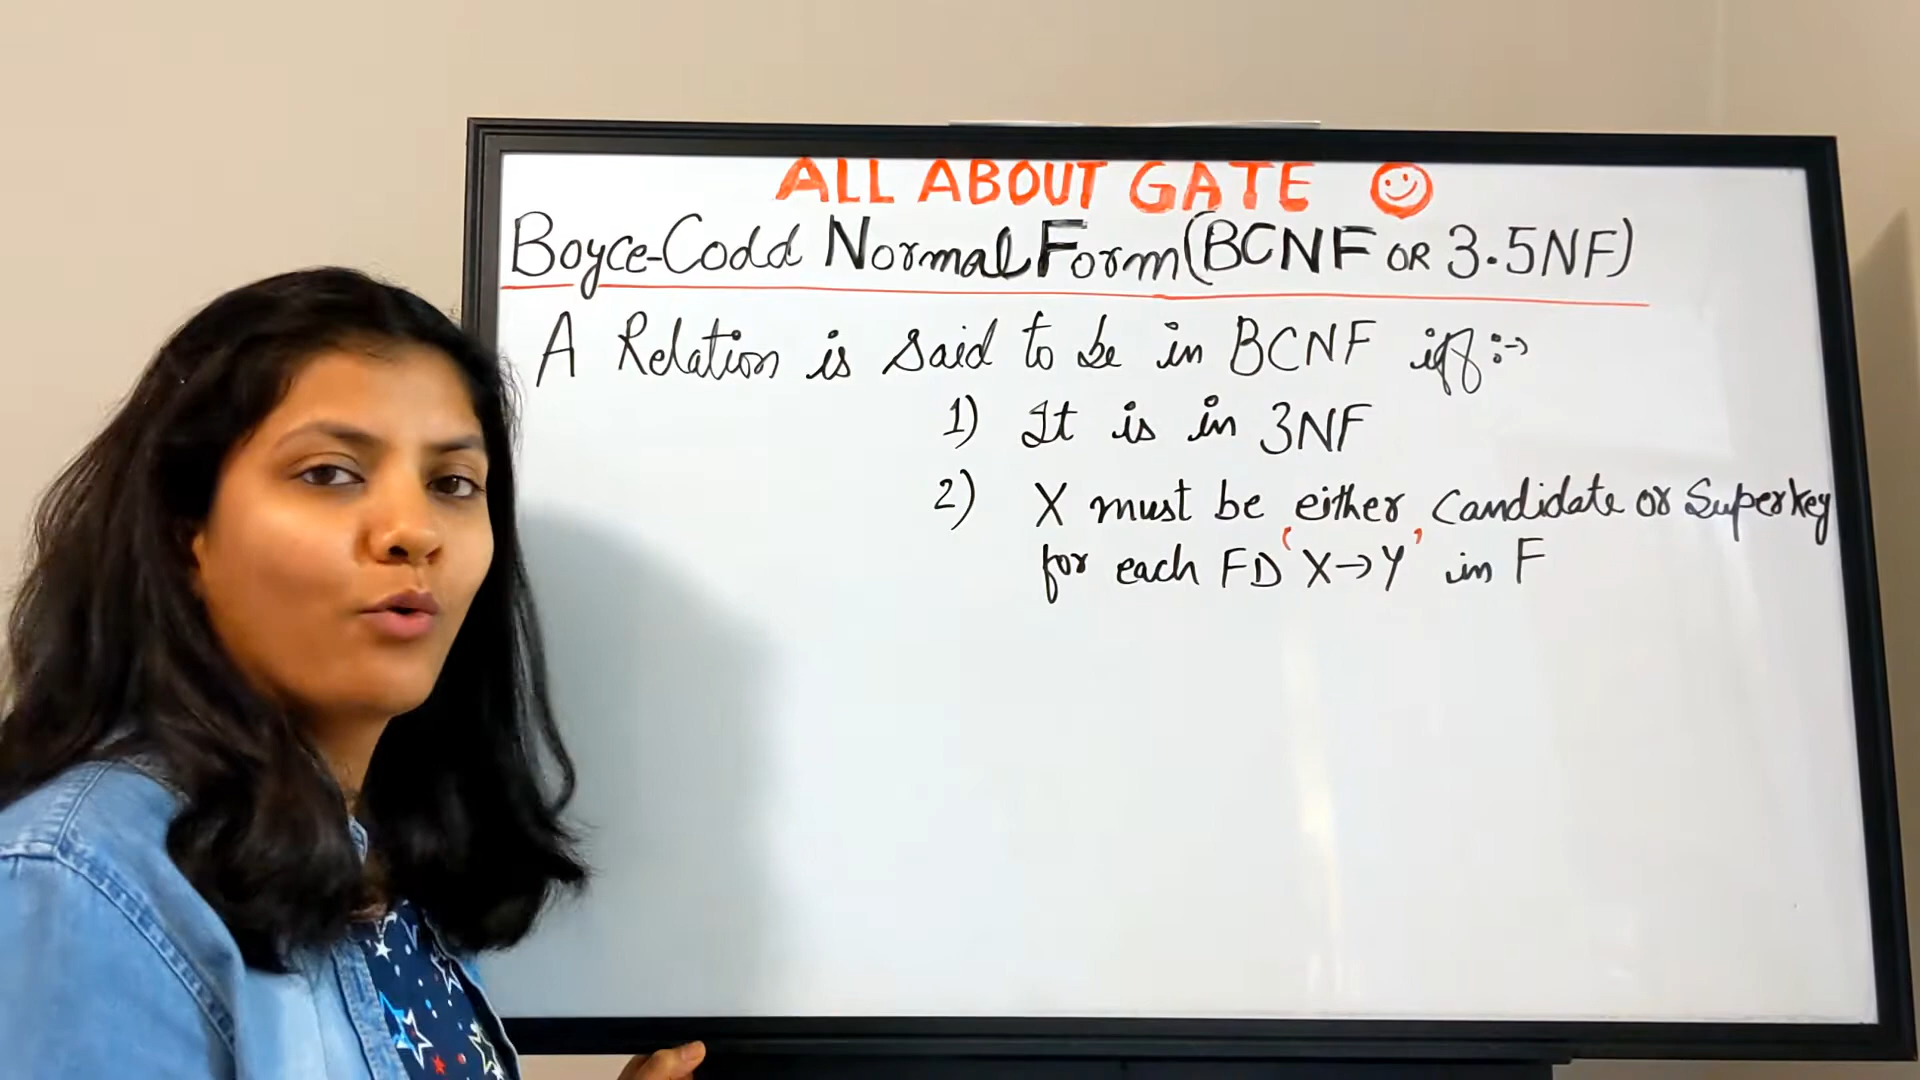 ALL ABOUT GATE
Boyce-Codd Normal Form (BCNF OR 3.5NF)
A Relation is said to be in BCNF iff :→
1) It is in 3NF
2) X must be either Candidate or Superkey
for each FD 'X→Y' in F